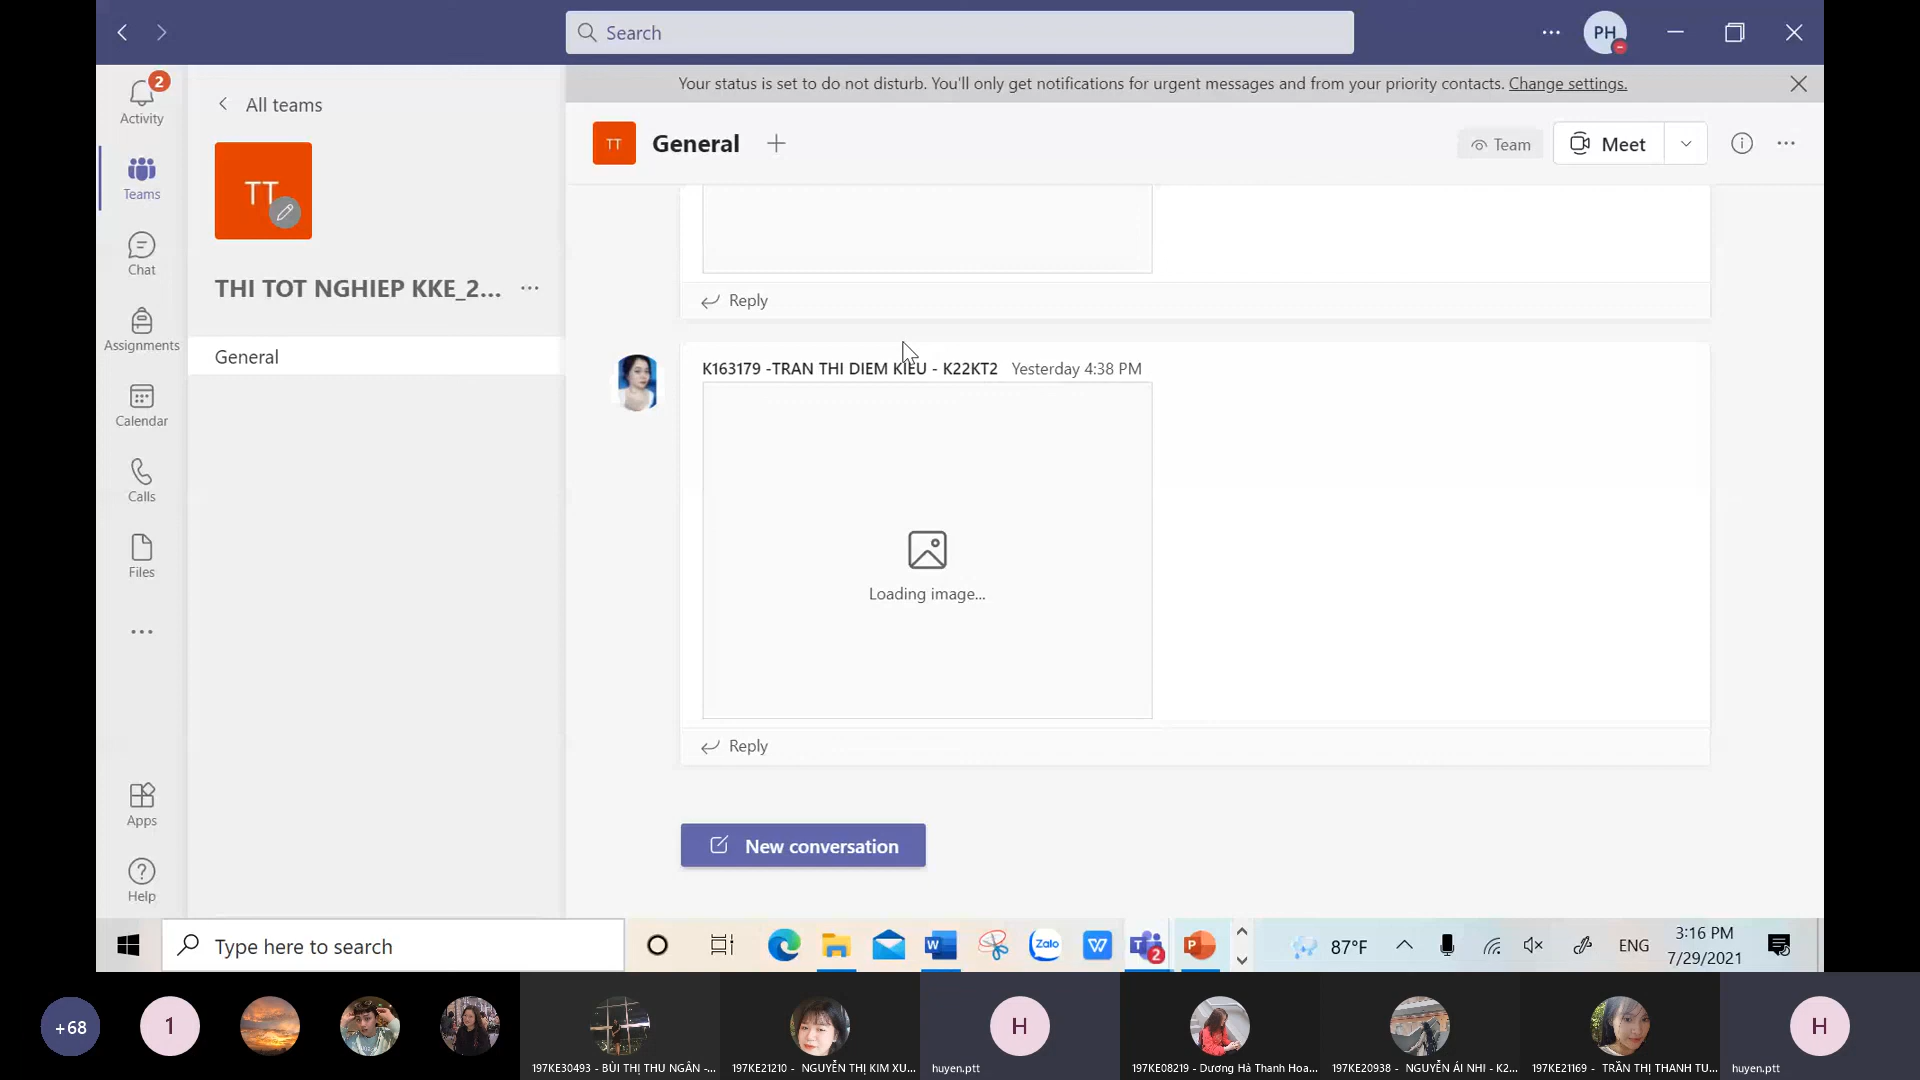 Search
PH
Your status is set to do not disturb. You'll only get notifications for urgent messages and from your priority contacts. Change settings.
2
Activity
Teams
Chat
Assignments
Calendar
Calls
Files
Apps
Help
All teams
TT
THI TOT NGHIEP KKE_2...
General
TT
General
Team
Meet
Reply
K163179 -TRAN THI DIEM KIEU - K22KT2 Yesterday 4:38 PM
Loading image...
Reply
New conversation
Type here to search
Zalo
2
87°F
ENG
3:16 PM
7/29/2021
+68
1
197KE30493 - BÙI THỊ THU NGÂN -...
197KE21210 - NGUYỄN THỊ KIM XU...
H
huyen.ptt
197KE08219 - Dương Hà Thanh Hoa...
197KE20938 - NGUYỄN ÁI NHI - K2...
197KE21169 - TRẦN THỊ THANH TU...
H
huyen.ptt